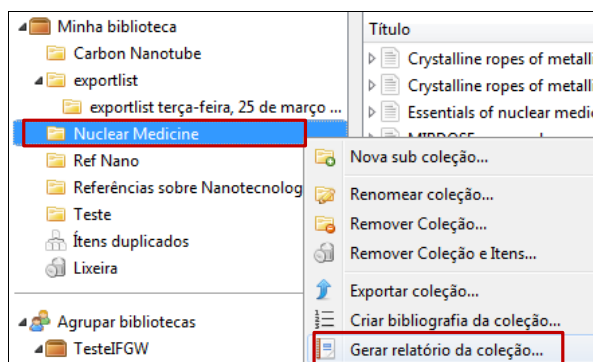 Minha biblioteca
Carbon Nanotube
exportlist
exportlist terça-feira, 25 de março ...
Nuclear Medicine
Ref Nano
Referências sobre Nanotecnolog
Teste
Ítens duplicados
Lixeira
Agrupar bibliotecas
TesteIFGW
Título
Crystalline ropes of metalli
Crystalline ropes of metalli
Essentials of nuclear medic
Nova sub coleção...
Renomear coleção...
Remover Coleção...
Remover Coleção e Itens...
Exportar coleção...
Criar bibliografia da coleção...
Gerar relatório da coleção...